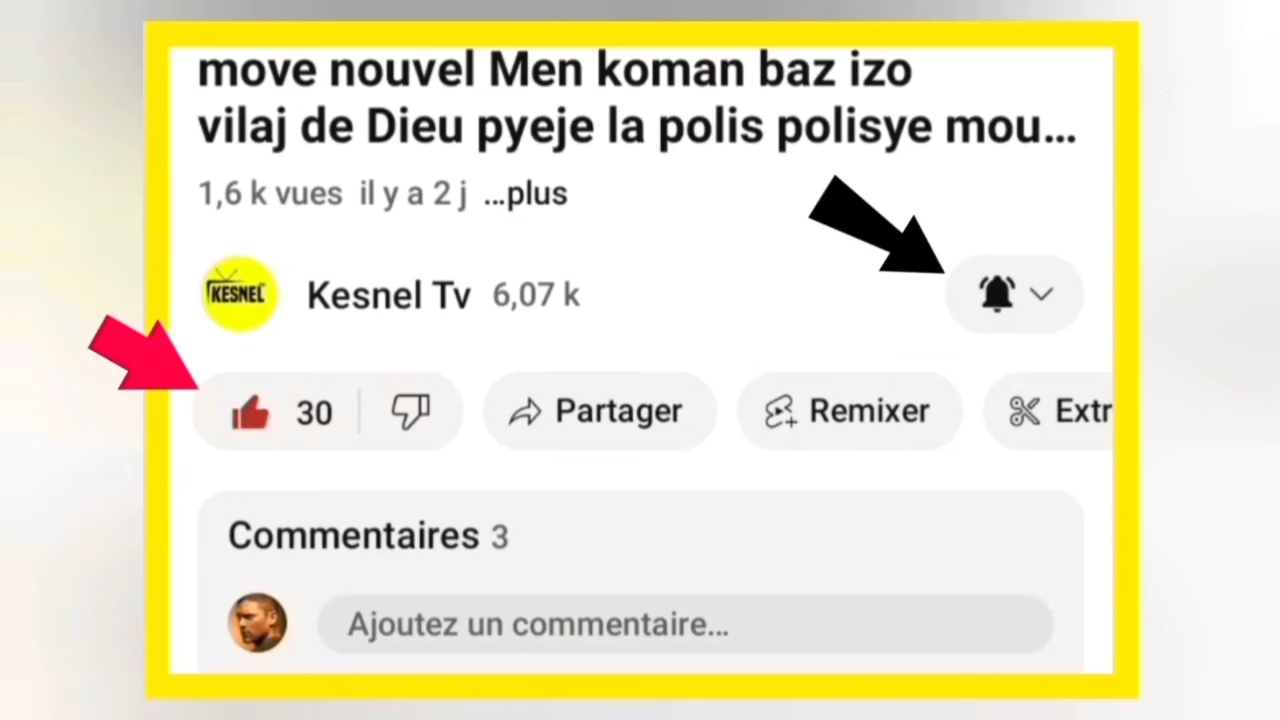 move nouvel Men koman baz izo
vilaj de Dieu pyeje la polis polisye mou...
1,6 k vues il y a 2 j ...plus
KESNEL
Kesnel Tv 6,07 k
30
Partager
Remixer
Extr
Commentaires 3
Ajoutez un commentaire...